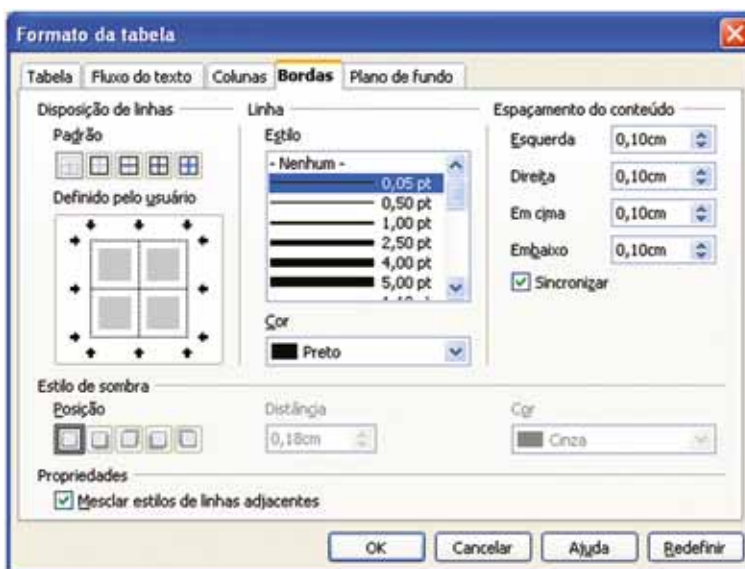 Formato da tabela
Tabela Fluxo do texto Colunas Bordas Plano de fundo
Disposição de linhas
Padrão
Definido pelo usuário
Linha
Estilo
- Nenhum -
0,05 pt
0,50 pt
1,00 pt
2,50 pt
4,00 pt
5,00 pt
Cor
Preto
Espaçamento do conteúdo
Esquerda 0,10cm
Direita 0,10cm
Em cima 0,10cm
Embaixo 0,10cm
Sincronizar
Estilo de sombra
Posição
Distância
0,18cm
Cor
Cinza
Propriedades
Mesclar estilos de linhas adjacentes
OK Cancelar Ajuda Redefinir